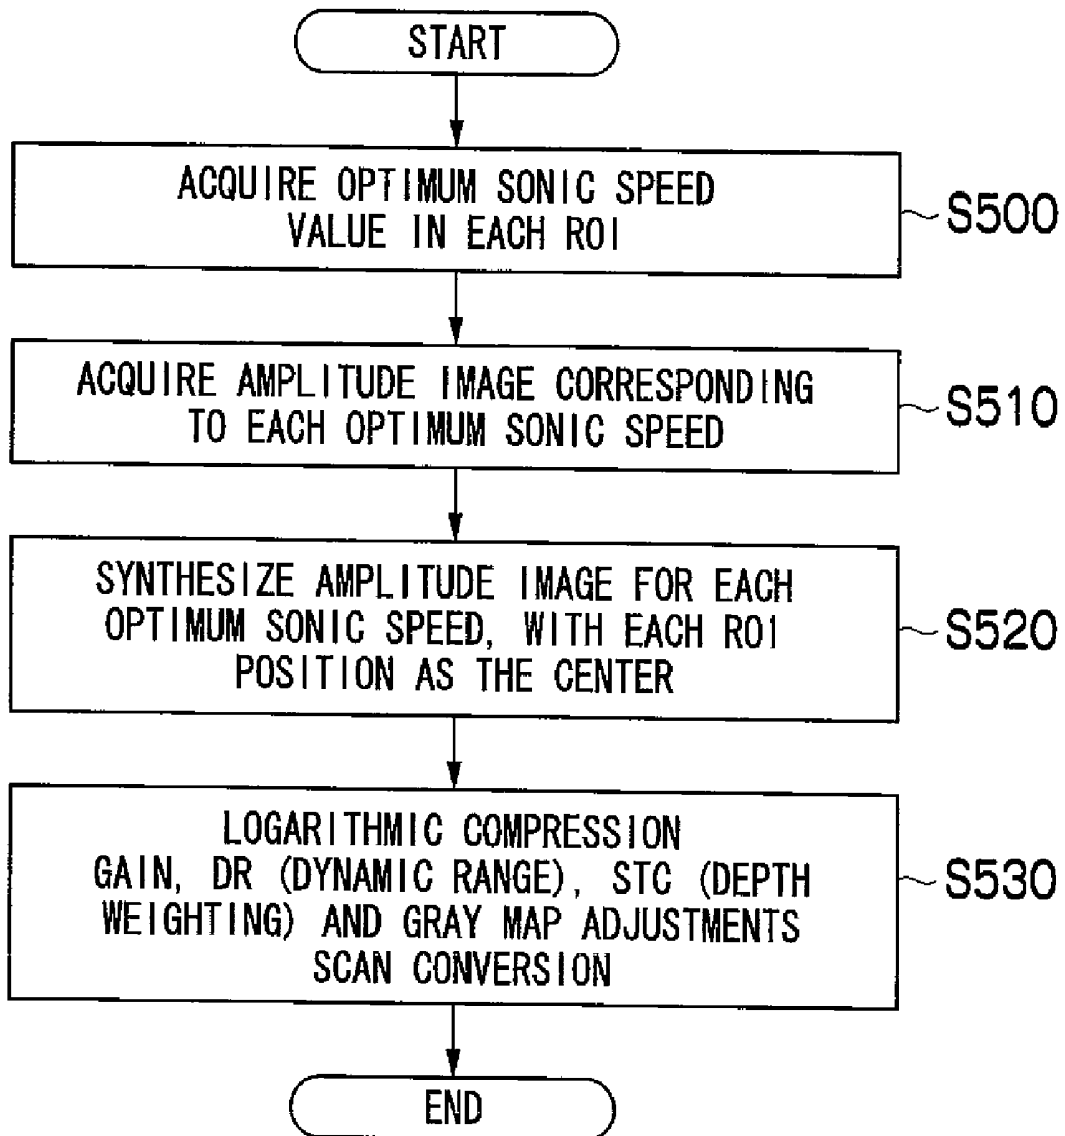 START
ACQUIRE OPTIMUM SONIC SPEED
VALUE IN EACH ROI
S500
ACQUIRE AMPLITUDE IMAGE CORRESPONDING
TO EACH OPTIMUM SONIC SPEED
S510
SYNTHESIZE AMPLITUDE IMAGE FOR EACH
OPTIMUM SONIC SPEED, WITH EACH ROI
POSITION AS THE CENTER
S520
LOGARITHMIC COMPRESSION
GAIN, DR (DYNAMIC RANGE), STC (DEPTH
WEIGHTING) AND GRAY MAP ADJUSTMENTS
SCAN CONVERSION
S530
END